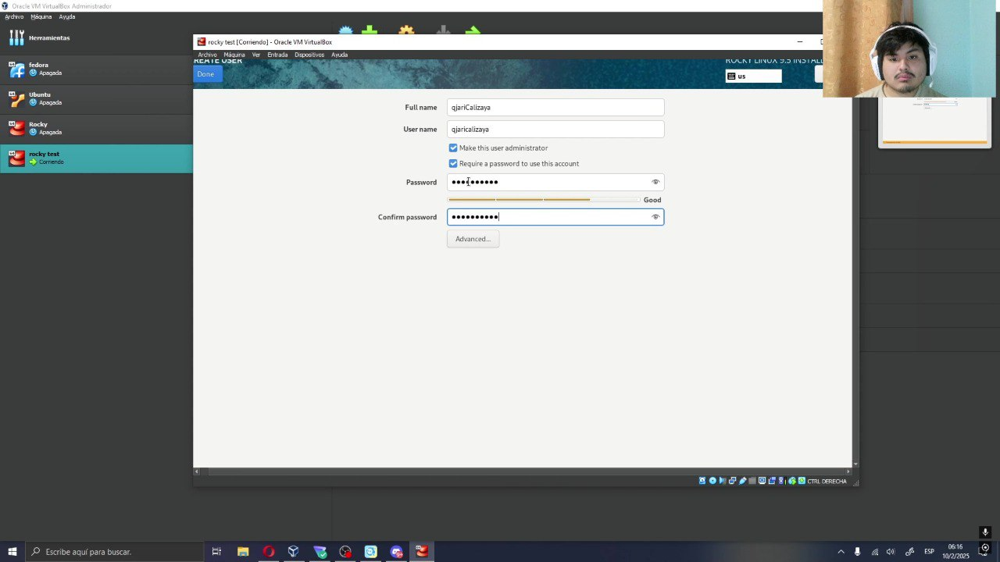 Oracle VM VirtualBox Administrador
Archivo Máquina Ayuda
Herramientas
fedora
Apagada
Ubuntu
Apagada
Rocky
Apagada
rocky test
Corriendo
rocky test [Corriendo] - Oracle VM VirtualBox
Archivo Máquina Ver Entrada Dispositivos Ayuda
REATE USER
ROCKY LINUX 9.5 INSTALL
Done
us
Full name
qjariCalizaya
User name
qjaricalizaya
Make this user administrator
Require a password to use this account
Password
●●●●●●●●●●
Good
Confirm password
●●●●●●●●●●
Advanced...
CTRL DERECHA
Escribe aquí para buscar.
ESP
06:16
10/2/2025